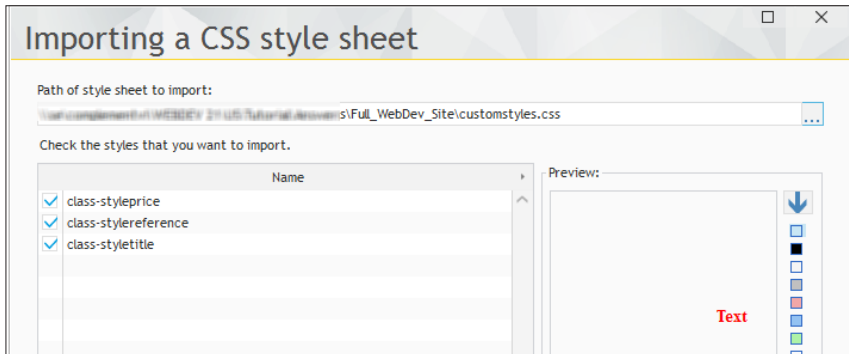 Importing a CSS style sheet
Path of style sheet to import:
s\Full_WebDev_Site\customstyles.css
...
Check the styles that you want to import.
Name
Preview:
class-styleprice
class-stylereference
class-styletitle
Text